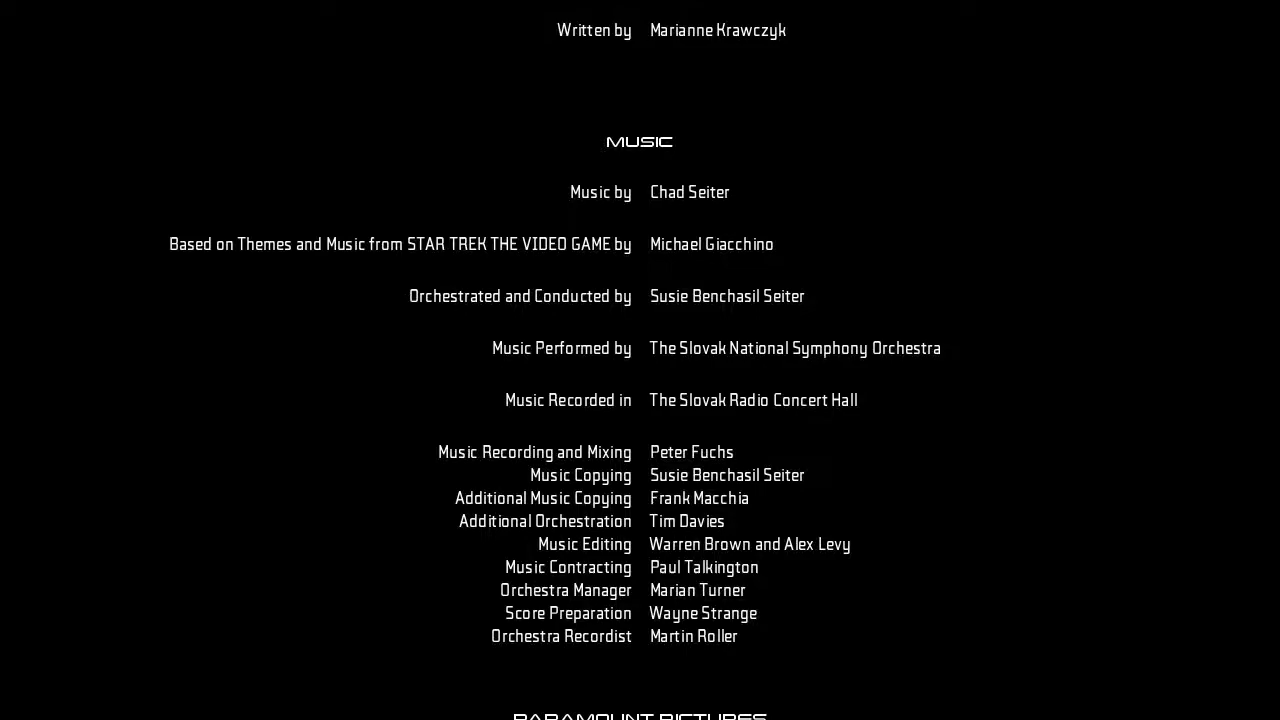 Written by Marianne Krawczyk
MUSIC
Music by Chad Seiter
Based on Themes and Music from STAR TREK THE VIDEO GAME by Michael Giacchino
Orchestrated and Conducted by Susie Benchasil Seiter
Music Performed by The Slovak National Symphony Orchestra
Music Recorded in The Slovak Radio Concert Hall
Music Recording and Mixing Peter Fuchs
Music Copying Susie Benchasil Seiter
Additional Music Copying Frank Macchia
Additional Orchestration Tim Davies
Music Editing Warren Brown and Alex Levy
Music Contracting Paul Talkington
Orchestra Manager Marian Turner
Score Preparation Wayne Strange
Orchestra Recordist Martin Roller
PARAMOUNT PICTURES